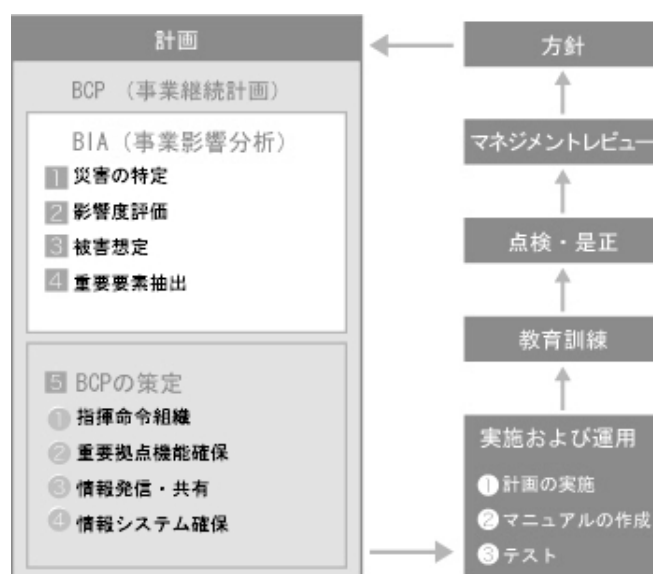 計画
BCP （事業継続計画）
BIA（事業影響分析）
1 災害の特定
2 影響度評価
3 被害想定
4 重要要素抽出
5 BCPの策定
1 指揮命令組織
2 重要拠点機能確保
3 情報発信・共有
4 情報システム確保
方針
マネジメントレビュー
点検・是正
教育訓練
実施および運用
1 計画の実施
2 マニュアルの作成
3 テスト